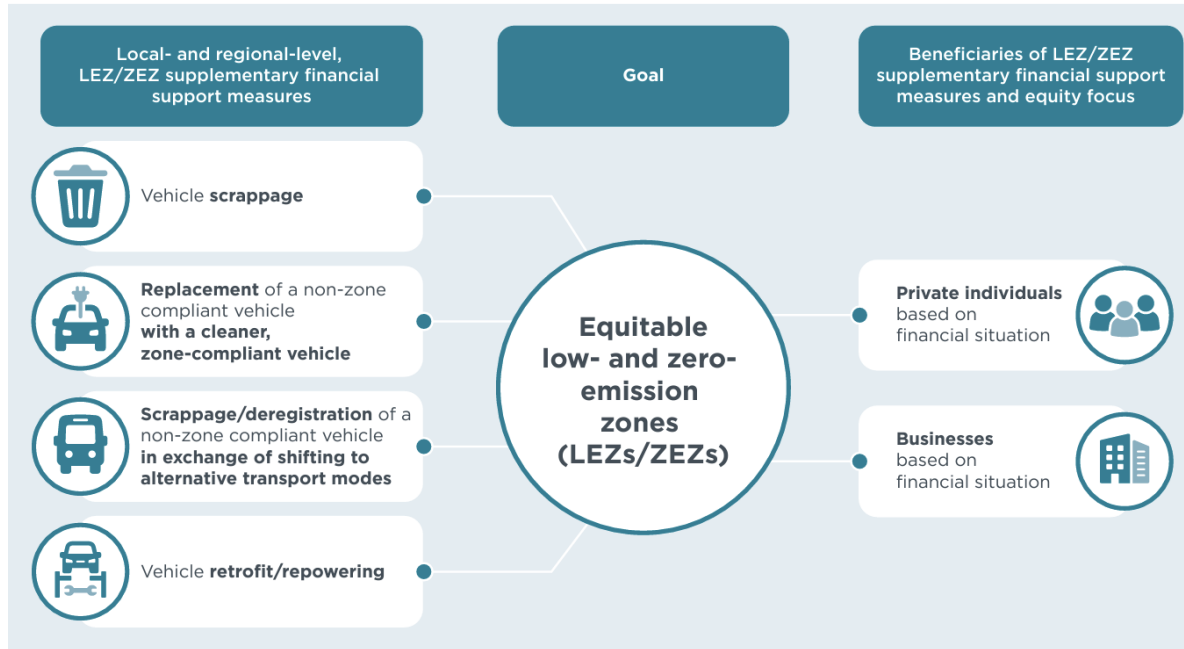 Local- and regional-level,
LEZ/ZEZ supplementary financial
support measures
Goal
Beneficiaries of LEZ/ZEZ
supplementary financial support
measures and equity focus
Vehicle scrappage
Replacement of a non-zone
compliant vehicle
with a cleaner,
zone-compliant vehicle
Scrappage/deregistration of a
non-zone compliant vehicle
in exchange of shifting to
alternative transport modes
Vehicle retrofit/repowering
Equitable
low- and zero-
emission
zones
(LEZs/ZEZs)
Private individuals
based on
financial situation
Businesses
based on
financial situation